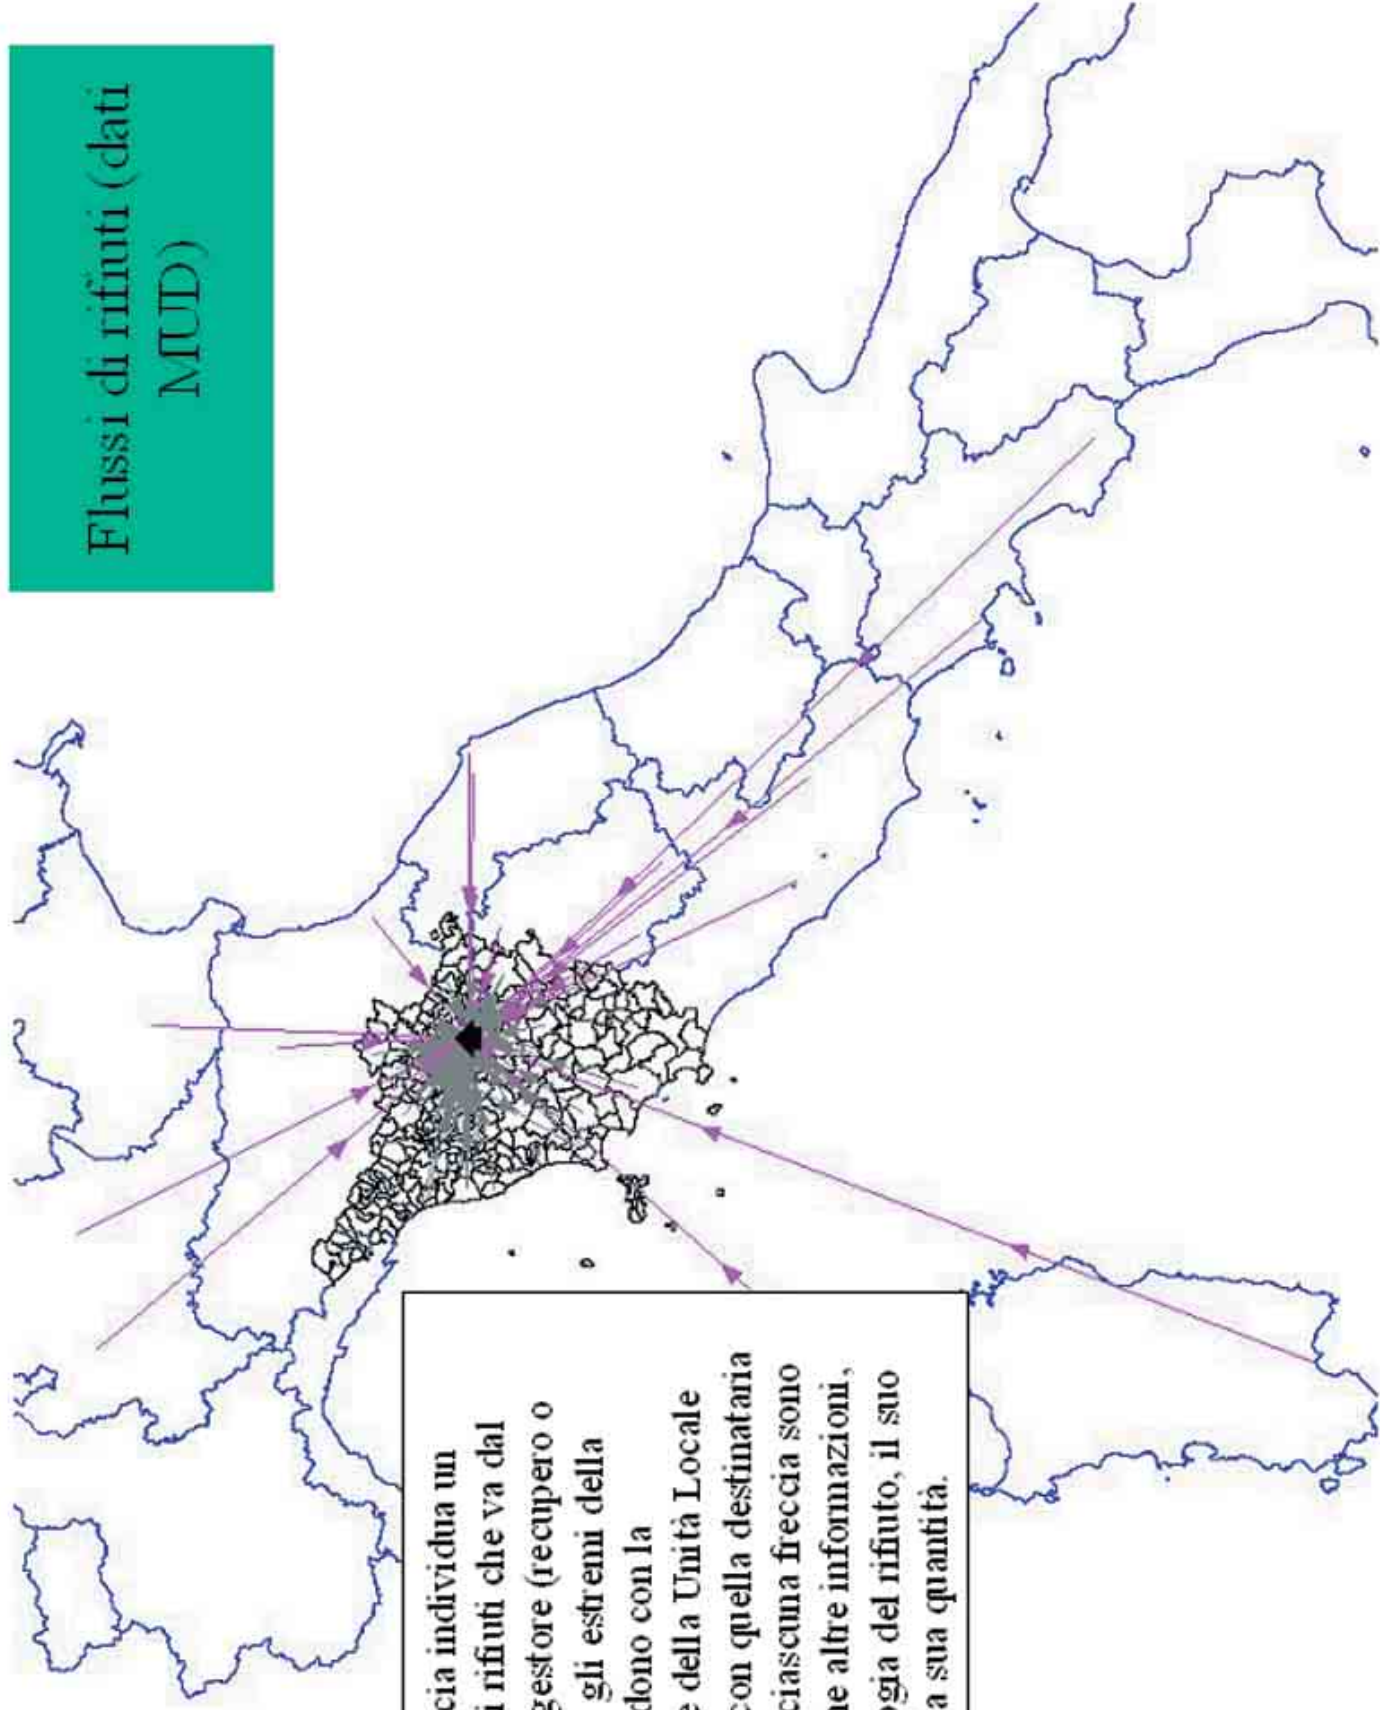 Flussi di rifiuti (dati
MUD)
cia individua un
i rifiuti che va dal
gestore (recupero o
gli estremi della
dono con la
e della Unità Locale
con quella destinataria
ciascuna freccia sono
ne altre informazioni,
ogia del rifiuto, il suo
a sua quantità.